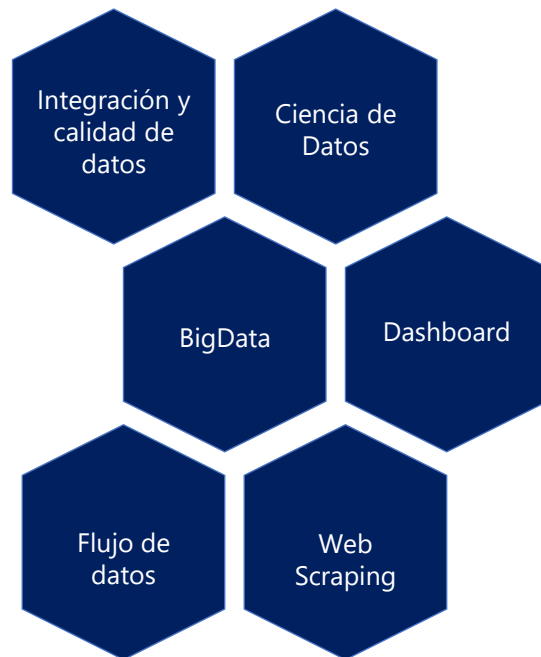 Integración y
calidad de
datos
Ciencia de
Datos
BigData
Dashboard
Flujo de
datos
Web
Scraping